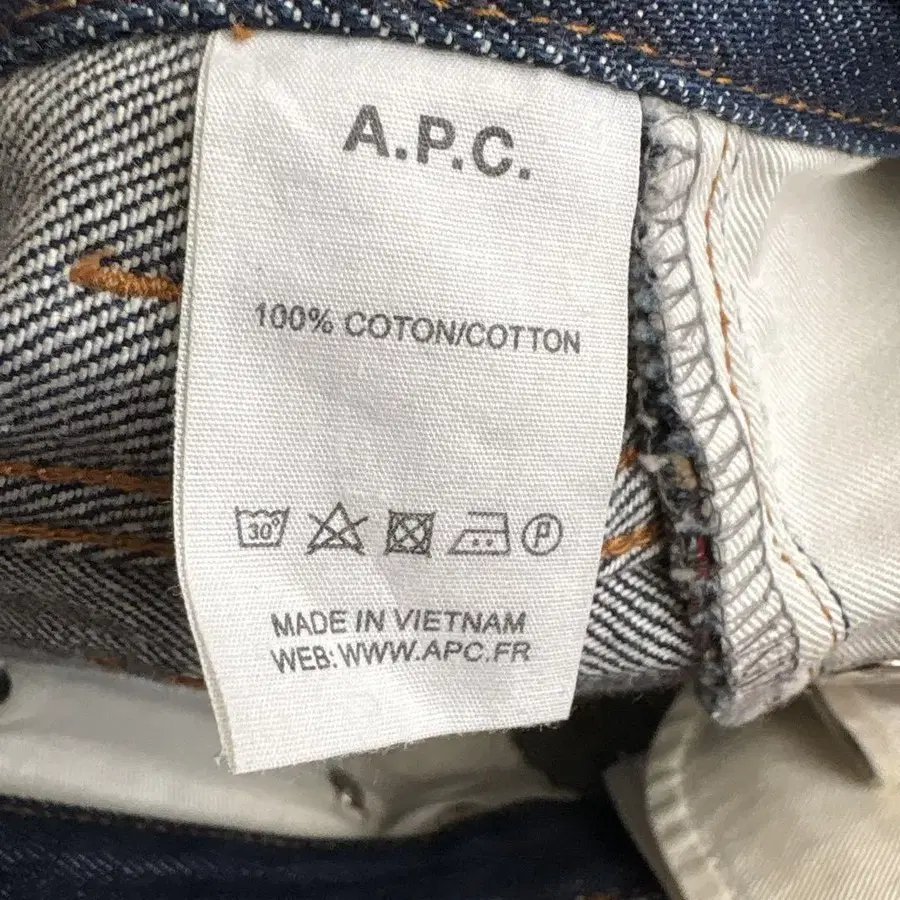 A.P.C.
100% COTON/COTTON
30° P
MADE IN VIETNAM
WEB: WWW.APC.FR